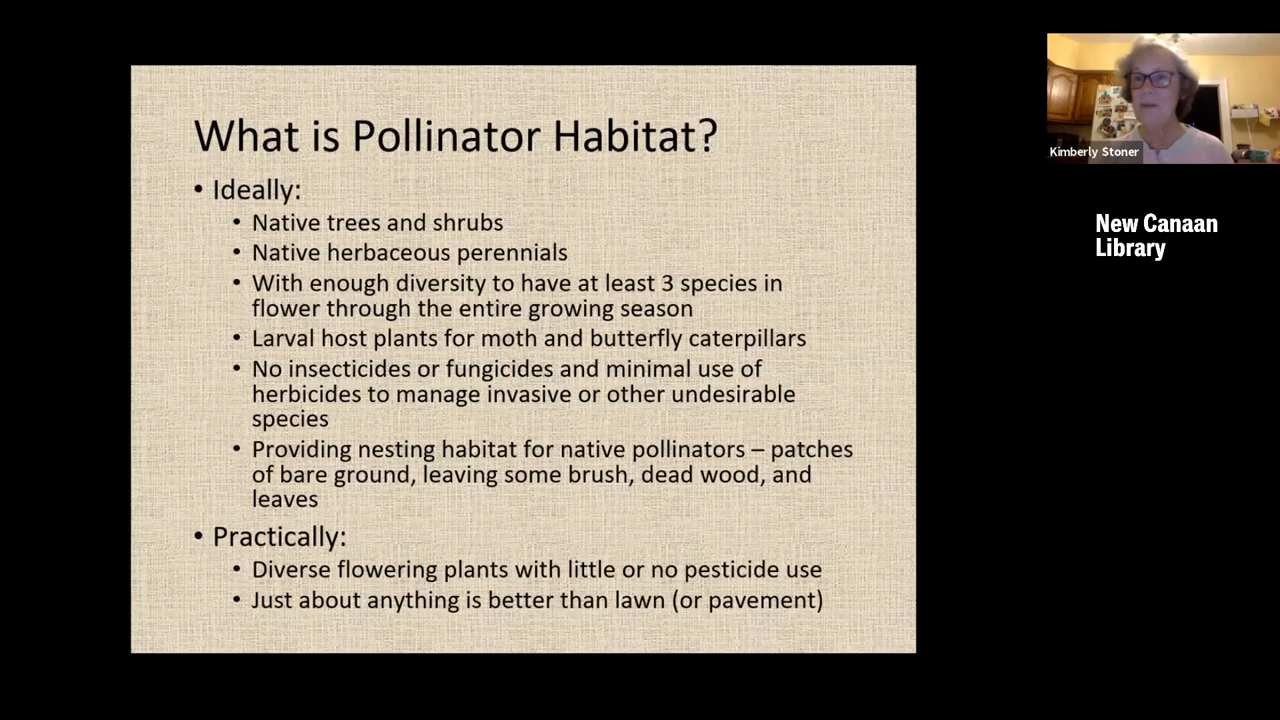 What is Pollinator Habitat?
• Ideally:
• Native trees and shrubs
• Native herbaceous perennials
• With enough diversity to have at least 3 species in
flower through the entire growing season
• Larval host plants for moth and butterfly caterpillars
• No insecticides or fungicides and minimal use of
herbicides to manage invasive or other undesirable
species
• Providing nesting habitat for native pollinators – patches
of bare ground, leaving some brush, dead wood, and
leaves
• Practically:
• Diverse flowering plants with little or no pesticide use
• Just about anything is better than lawn (or pavement)
Kimberly Stoner
New Canaan
Library